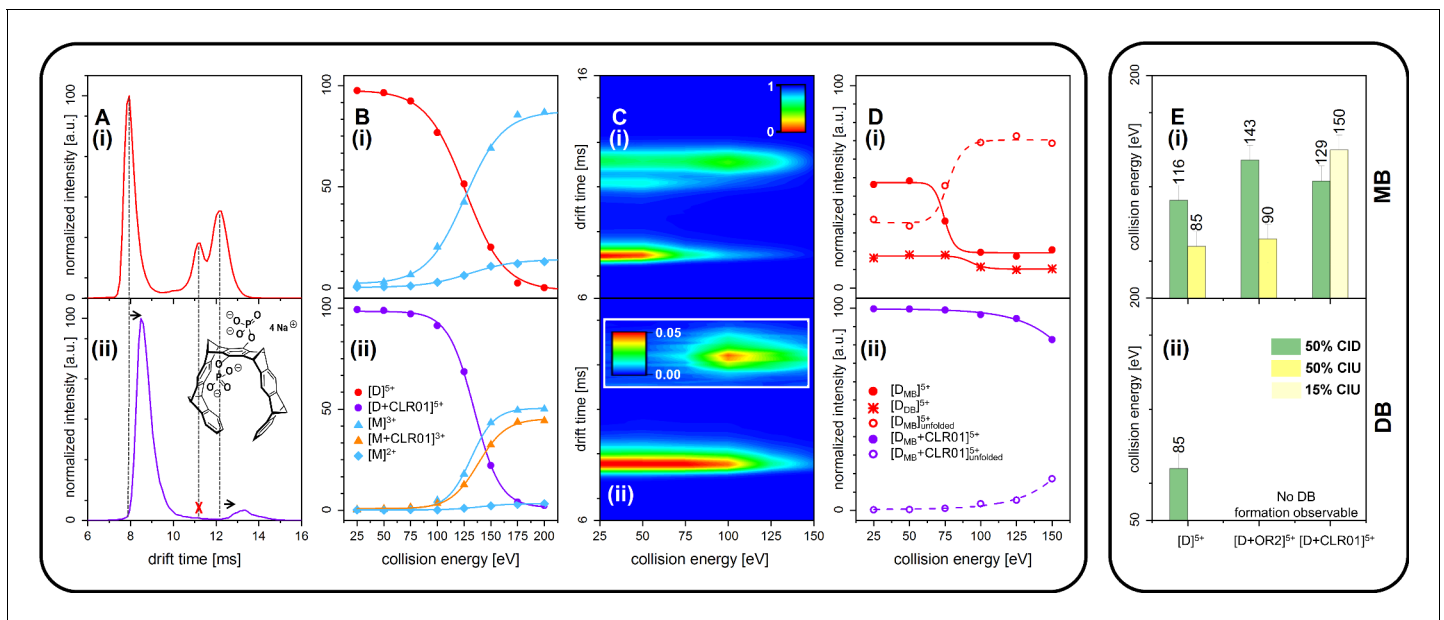 A
(i)
normalized intensity [a.u.]
0
100
(ii)
normalized intensity [a.u.]
0
100
X
O
P
O
O
⊖
⊖
O
4 Na⊕
O
P
O
O
⊖
⊖
O
6 8 10 12 14 16
drift time [ms]
B
(i)
100
50
0
(ii)
100
50
0
[D]5+
[D+CLR01]5+
[M]3+
[M+CLR01]3+
[M]2+
25 50 75 100 125 150 175 200
collision energy [eV]
C
(i)
16
drift time [ms]
6
1
0
16
drift time [ms]
6
0.05
0.00
(ii)
25 50 75 100 125 150
collision energy [eV]
D
(i)
normalized intensity [a.u.]
0
50
100
(ii)
normalized intensity [a.u.]
0
50
100
[DMB]5+
[DDB]5+
[DMB]5+unfolded
[DMB+CLR01]5+
[DMB+CLR01]5+unfolded
25 50 75 100 125 150
collision energy [eV]
E
(i)
collision energy [eV]
200
200
116
85
143
90
129
150
MB
(ii)
collision energy [eV]
50
85
50% CID
50% CIU
15% CIU
No DB
formation observable
DB
[D]5+ [D+OR2]5+ [D+CLR01]5+